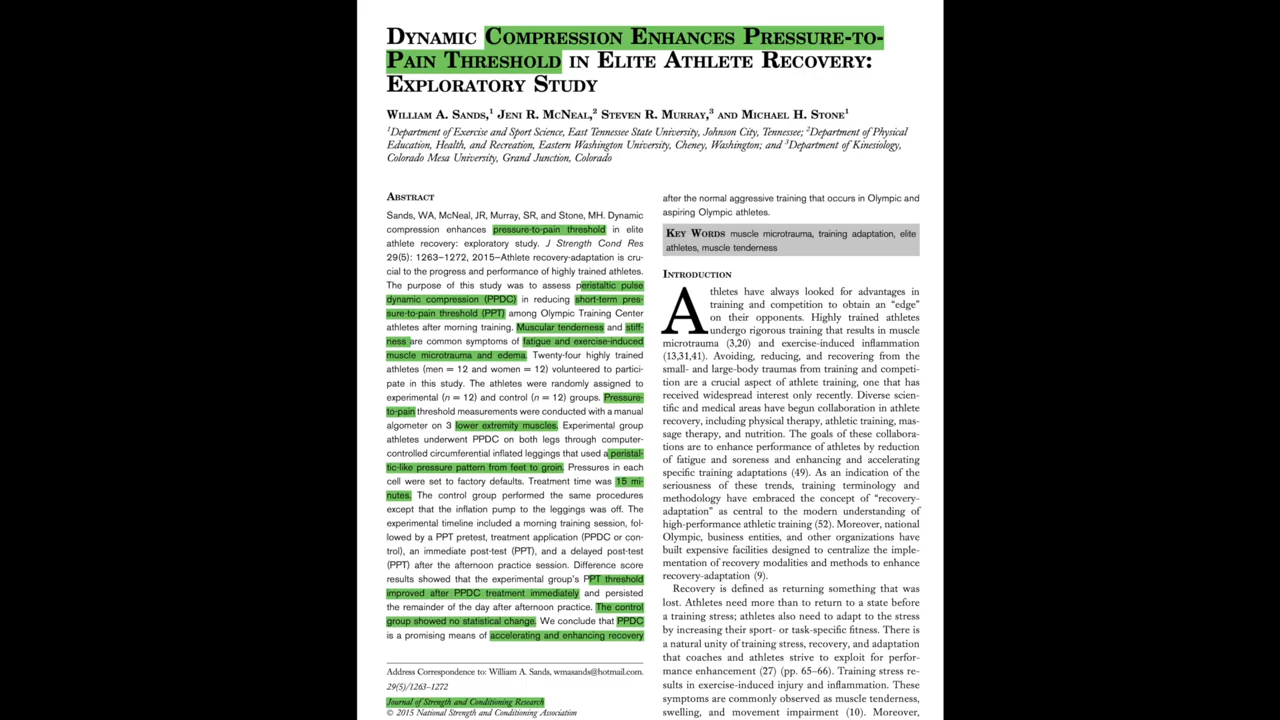 DYNAMIC COMPRESSION ENHANCES PRESSURE-TO-
PAIN THRESHOLD IN ELITE ATHLETE RECOVERY:
EXPLORATORY STUDY
WILLIAM A. SANDS,1 JENI R. MCNEAL,2 STEVEN R. MURRAY,3 AND MICHAEL H. STONE1
1Department of Exercise and Sport Science, East Tennessee State University, Johnson City, Tennessee; 2Department of Physical
Education, Health, and Recreation, Eastern Washington University, Cheney, Washington; and 3Department of Kinesiology,
Colorado Mesa University, Grand Junction, Colorado
ABSTRACT
Sands, WA, McNeal, JR, Murray, SR, and Stone, MH. Dynamic
compression enhances pressure-to-pain threshold in elite
athlete recovery: exploratory study. J Strength Cond Res
29(5): 1263–1272, 2015—Athlete recovery-adaptation is cru-
cial to the progress and performance of highly trained athletes.
The purpose of this study was to assess peristaltic pulse
dynamic compression (PPDC) in reducing short-term pres-
sure-to-pain threshold (PPT) among Olympic Training Center
athletes after morning training. Muscular tenderness and stiff-
ness are common symptoms of fatigue and exercise-induced
muscle microtrauma and edema. Twenty-four highly trained
athletes (men = 12 and women = 12) volunteered to partici-
pate in this study. The athletes were randomly assigned to
experimental (n = 12) and control (n = 12) groups. Pressure-
to-pain threshold measurements were conducted with a manual
algometer on 3 lower extremity muscles. Experimental group
athletes underwent PPDC on both legs through computer-
controlled circumferential inflated leggings that used a peristal-
tic-like pressure pattern from feet to groin. Pressures in each
cell were set to factory defaults. Treatment time was 15 mi-
nutes. The control group performed the same procedures
except that the inflation pump to the leggings was off. The
experimental timeline included a morning training session, fol-
lowed by a PPT pretest, treatment application (PPDC or con-
trol), an immediate post-test (PPT), and a delayed post-test
(PPT) after the afternoon practice session. Difference score
results showed that the experimental group's PPT threshold
improved after PPDC treatment immediately and persisted
the remainder of the day after afternoon practice. The control
group showed no statistical change. We conclude that PPDC
is a promising means of accelerating and enhancing recovery
Address Correspondence to: William A. Sands, wmasands@hotmail.com.
29(5)/1263–1272
Journal of Strength and Conditioning Research
© 2015 National Strength and Conditioning Association
after the normal aggressive training that occurs in Olympic and
aspiring Olympic athletes.
KEY WORDS muscle microtrauma, training adaptation, elite
athletes, muscle tenderness
INTRODUCTION
Athletes have always looked for advantages in
training and competition to obtain an “edge”
on their opponents. Highly trained athletes
undergo rigorous training that results in muscle
microtrauma (3,20) and exercise-induced inflammation
(13,31,41). Avoiding, reducing, and recovering from the
small- and large-body traumas from training and competi-
tion are a crucial aspect of athlete training, one that has
received widespread interest only recently. Diverse scien-
tific and medical areas have begun collaboration in athlete
recovery, including physical therapy, athletic training, mas-
sage therapy, and nutrition. The goals of these collabora-
tions are to enhance performance of athletes by reduction
of fatigue and soreness and enhancing and accelerating
specific training adaptations (49). As an indication of the
seriousness of these trends, training terminology and
methodology have embraced the concept of “recovery-
adaptation” as central to the modern understanding of
high-performance athletic training (52). Moreover, national
Olympic, business entities, and other organizations have
built expensive facilities designed to centralize the imple-
mentation of recovery modalities and methods to enhance
recovery-adaptation (9).
Recovery is defined as returning something that was
lost. Athletes need more than to return to a state before
a training stress; athletes also need to adapt to the stress
by increasing their sport- or task-specific fitness. There is
a natural unity of training stress, recovery, and adaptation
that coaches and athletes strive to exploit for perfor-
mance enhancement (27) (pp. 65–66). Training stress re-
sults in exercise-induced injury and inflammation. These
symptoms are commonly observed as muscle tenderness,
swelling, and movement impairment (10). Moreover,